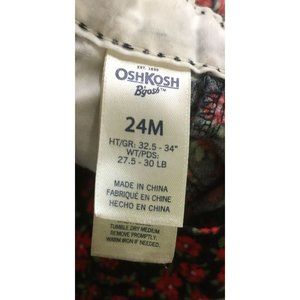 EST. 1895
OSHKOSH
B'gosh™
24M
HT/GR: 32.5 - 34"
WT/PDS:
27.5 - 30 LB
MADE IN CHINA
FABRIQUÉ EN CHINE
HECHO EN CHINA
TUMBLE DRY MEDIUM.
REMOVE PROMPTLY.
WARM IRON IF NEEDED.